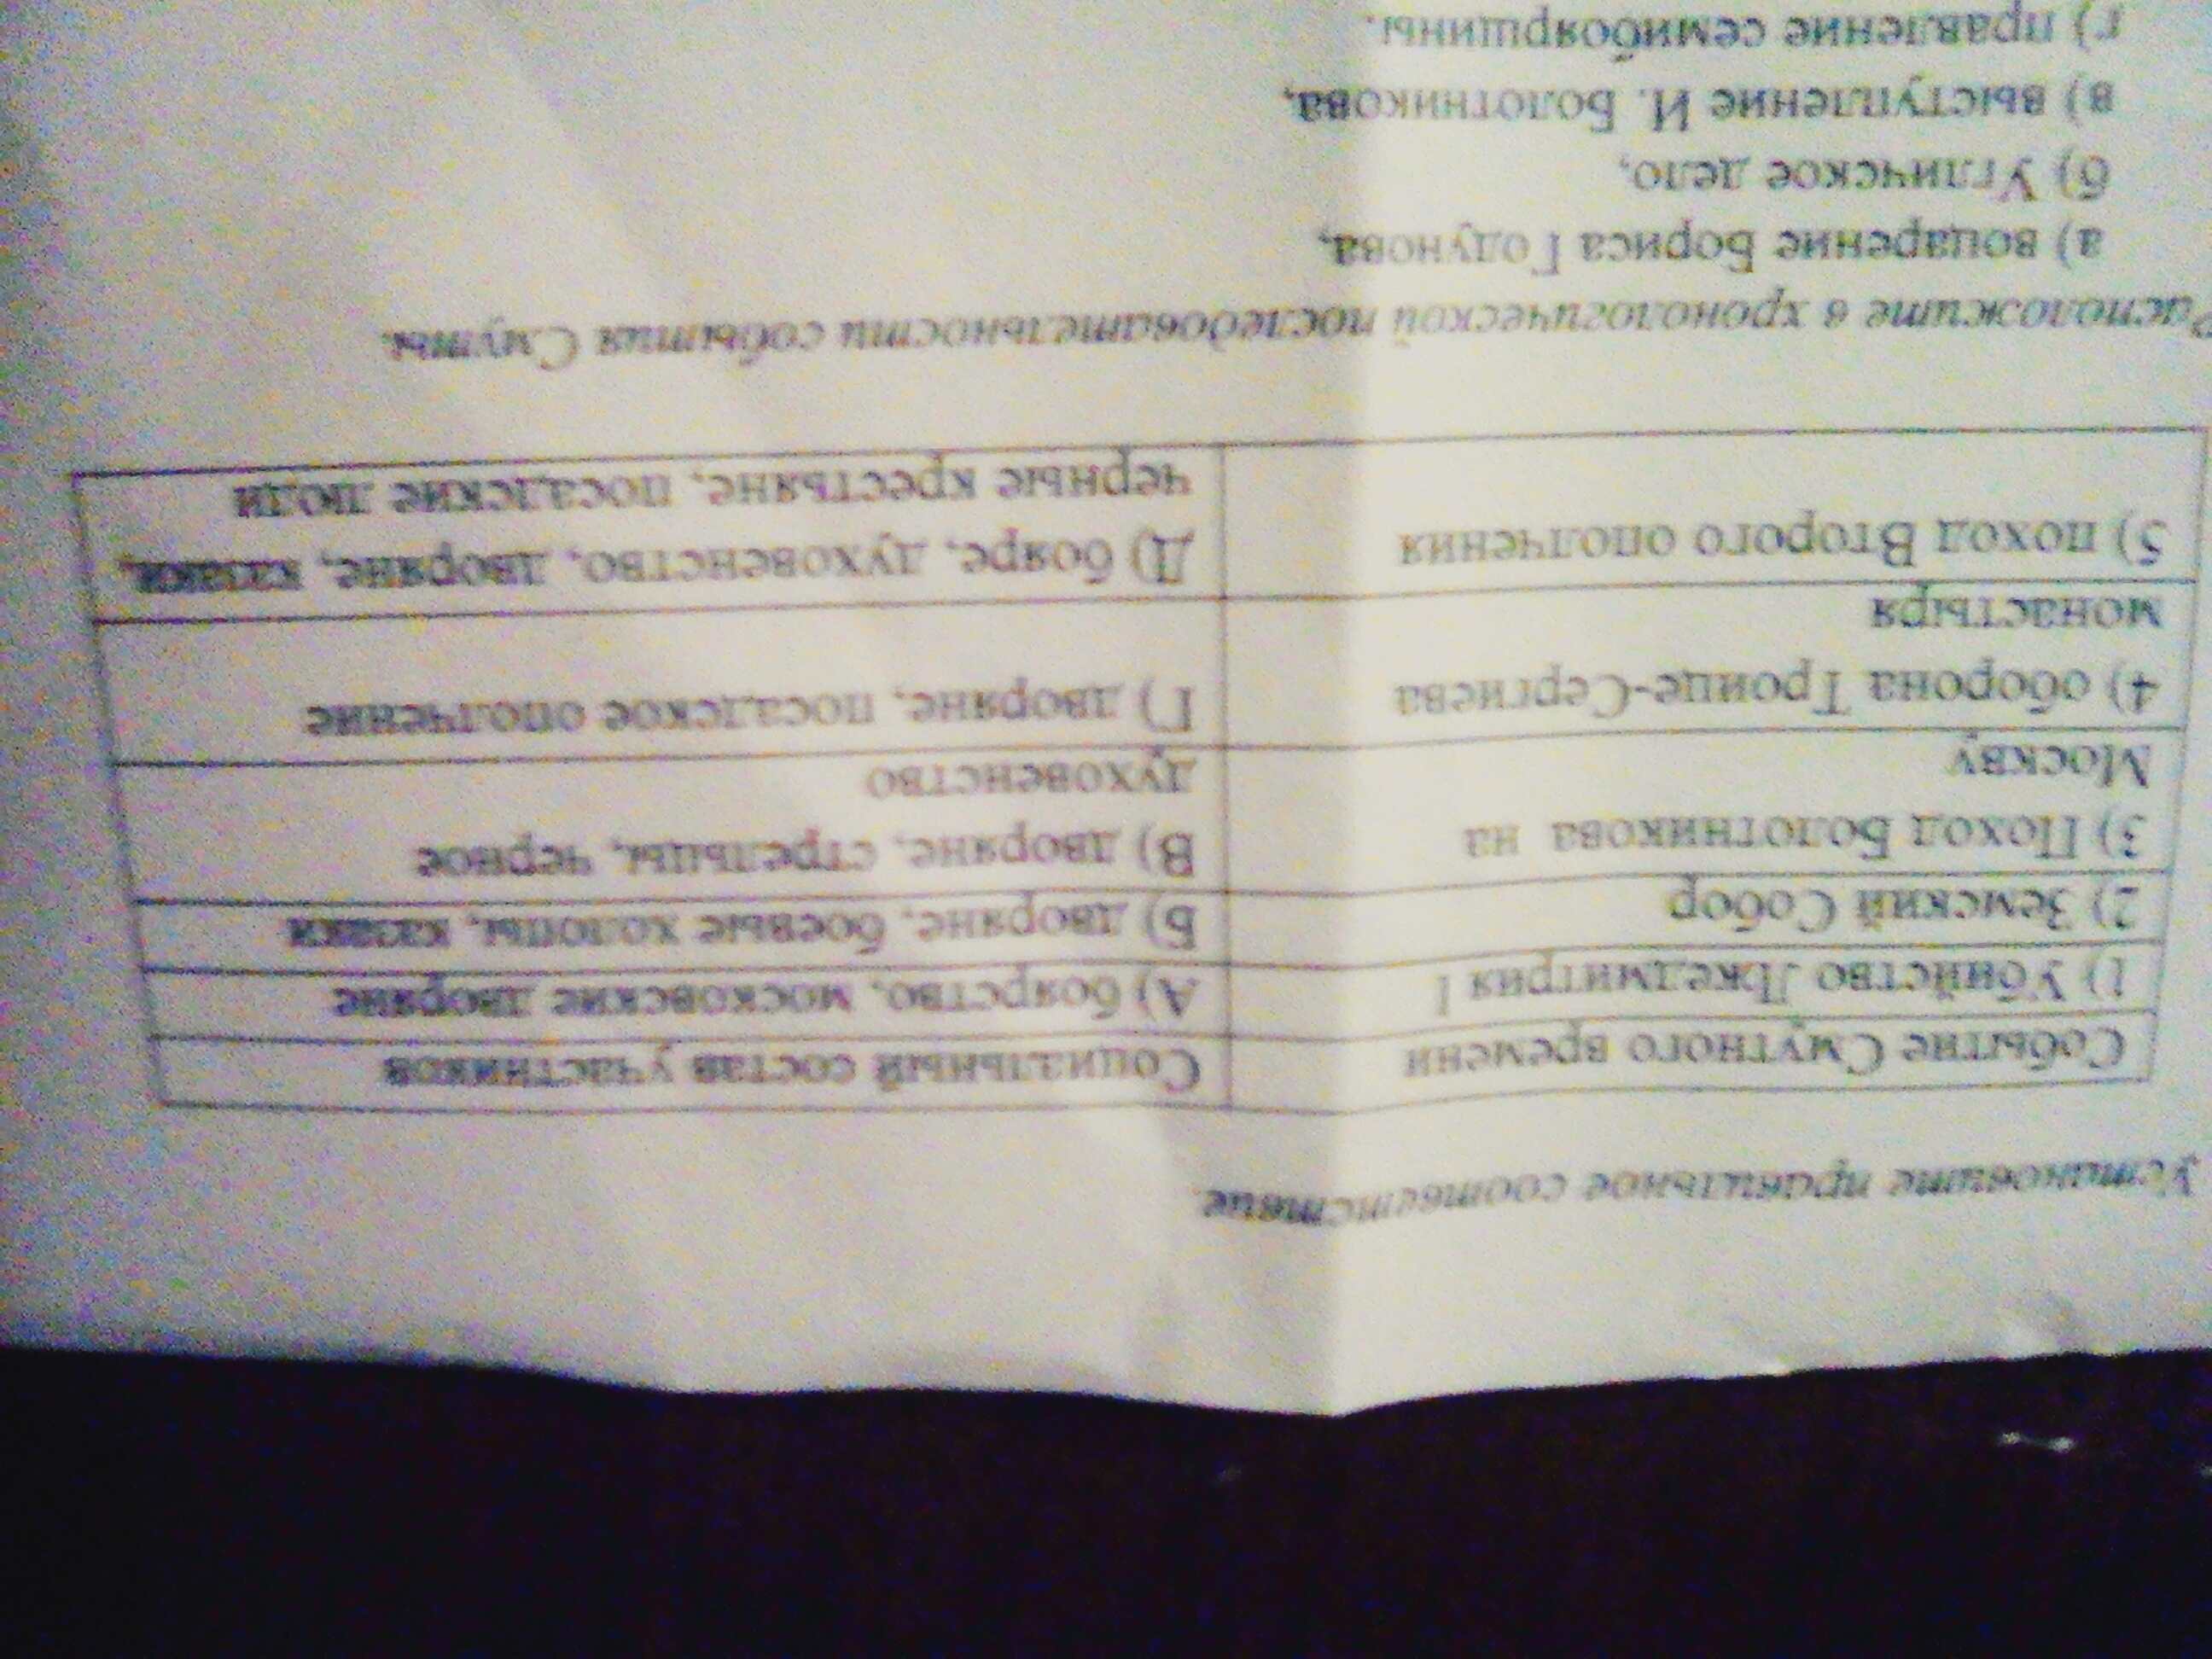 Установите правильное соответствие.
Событие Смутного времени
Социальный состав участников
1) Убийство Лжедмитрия I
А) боярство, московские дворяне
2) Земский Собор
Б) дворяне, боевые холопы, казаки
3) Поход Болотникова на
Москву
В) дворяне, стрельцы, черное
духовенство
4) оборона Троице-Сергиева
монастыря
Г) дворяне, посадское ополчение
5) поход Второго ополчения
Д) бояре, духовенство, дворяне, казаки,
черные крестьяне, посадские люди
Расположите в хронологической последовательности события Смуты.
а) воцарение Бориса Годунова,
б) Угличское дело,
в) выступление И. Болотникова,
г) правление семибоярщины.